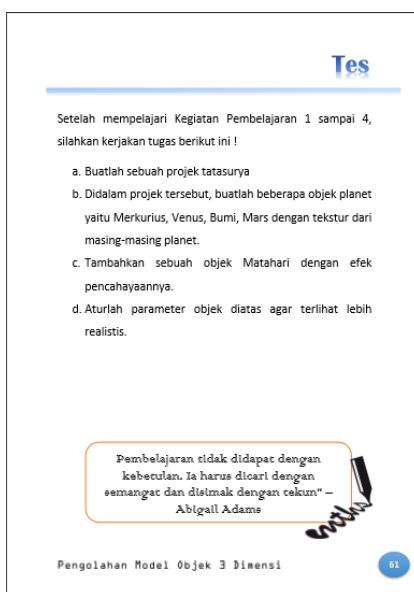 Tes
Setelah mempelajari Kegiatan Pembelajaran 1 sampai 4,
silahkan kerjakan tugas berikut ini !
a. Buatlah sebuah projek tatasurya
b. Didalam projek tersebut, buatlah beberapa objek planet
yaitu Merkurius, Venus, Bumi, Mars dengan tekstur dari
masing-masing planet.
c. Tambahkan sebuah objek Matahari dengan efek
pencahayaannya.
d. Aturlah parameter objek diatas agar terlihat lebih
realistis.
Pembelajaran tidak didapat dengan
kebetulan. Ia harus dicari dengan
semangat dan disimak dengan tekun" –
Abigail Adams
Pengolahan Model Objek 3 Dimensi
61